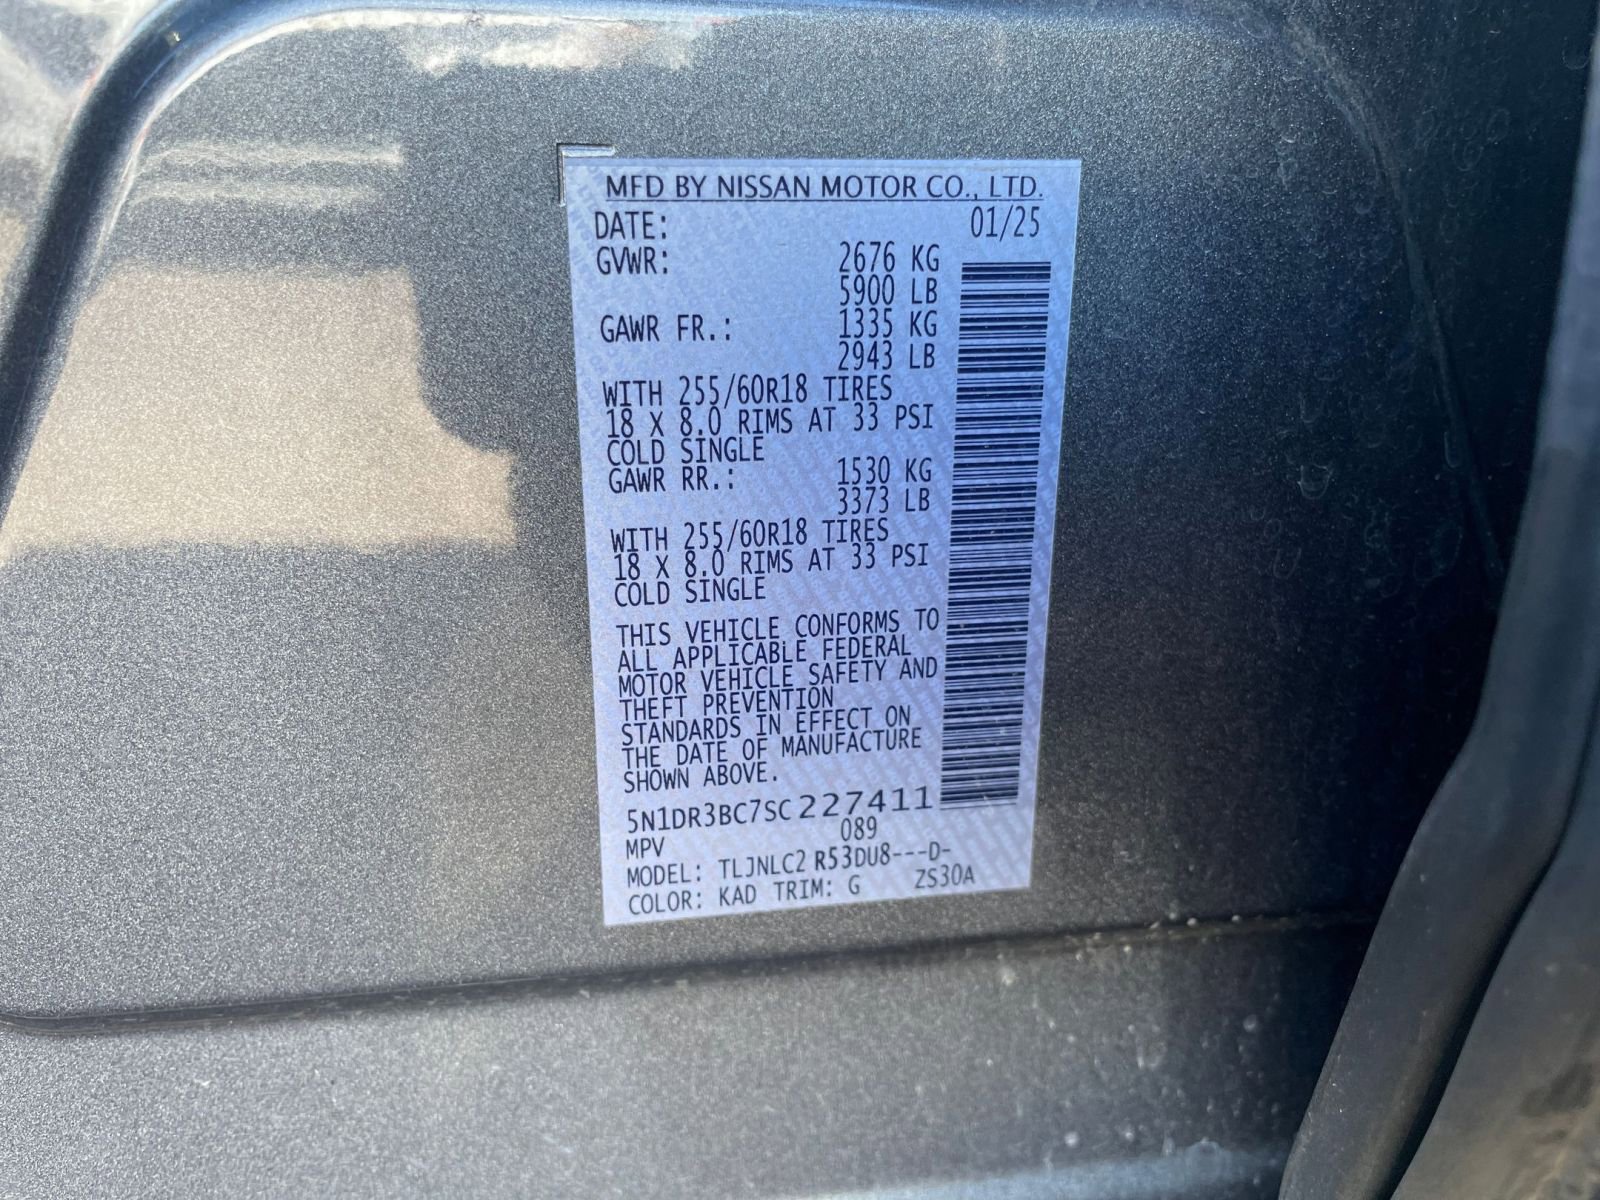 MFD BY NISSAN MOTOR CO., LTD.
DATE: 01/25
GVWR: 2676 KG
5900 LB
GAWR FR.: 1335 KG
2943 LB
WITH 255/60R18 TIRES
18 X 8.0 RIMS AT 33 PSI
COLD SINGLE
GAWR RR.: 1530 KG
3373 LB
WITH 255/60R18 TIRES
18 X 8.0 RIMS AT 33 PSI
COLD SINGLE
THIS VEHICLE CONFORMS TO
ALL APPLICABLE FEDERAL
MOTOR VEHICLE SAFETY AND
THEFT PREVENTION
STANDARDS IN EFFECT ON
THE DATE OF MANUFACTURE
SHOWN ABOVE.
5N1DR3BC7SC227411
MPV 089
MODEL: TLJNLC2 R53DU8---D-
COLOR: KAD TRIM: G ZS30A